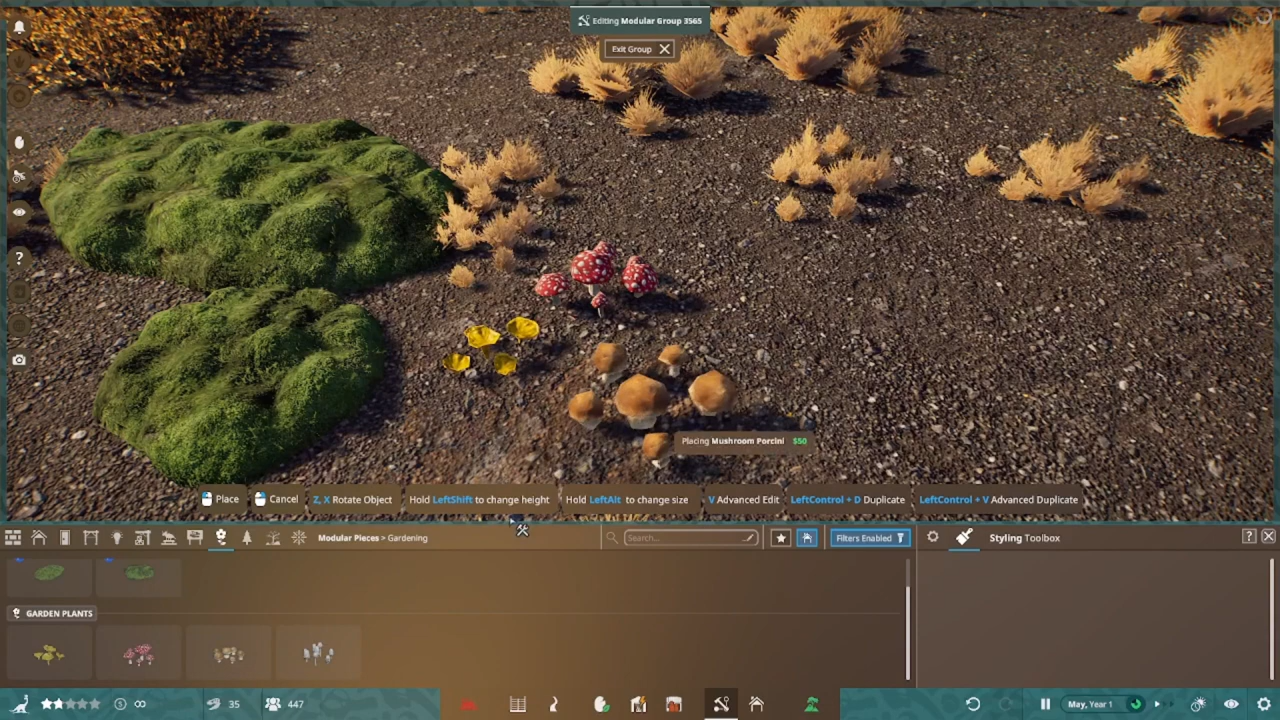 Editing Modular Group 3565
Exit Group
?
Placing Mushroom Porcini $50
Place Cancel Z, X Rotate Object Hold LeftShift to change height Hold LeftAlt to change size V Advanced Edit LeftControl + D Duplicate LeftControl + V Advanced Duplicate
Modular Pieces > Gardening Search... Filters Enabled Styling Toolbox ?
GARDEN PLANTS
35 447 May, Year 1